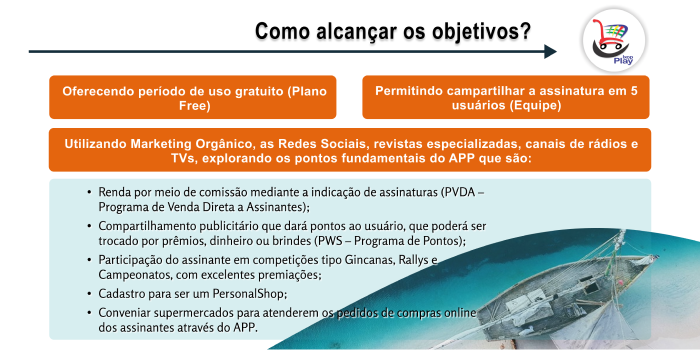 Como alcançar os objetivos?
Play
Oferecendo período de uso gratuito (Plano
Free)
Permitindo campartilhar a assinatura em 5
usuários (Equipe)
Utilizando Marketing Orgânico, as Redes Sociais, revistas especializadas, canais de rádios e
TVs, explorando os pontos fundamentais do APP que são:
• Renda por meio de comissão mediante a indicação de assinaturas (PVDA –
Programa de Venda Direta a Assinantes);
• Compartilhamento publicitário que dará pontos ao usuário, que poderá ser
trocado por prêmios, dinheiro ou brindes (PWS – Programa de Pontos);
• Participação do assinante em competições tipo Gincanas, Rallys e
Campeonatos, com excelentes premiações;
• Cadastro para ser um PersonalShop;
• Conveniar supermercados para atenderem os pedidos de compras online
dos assinantes através do APP.